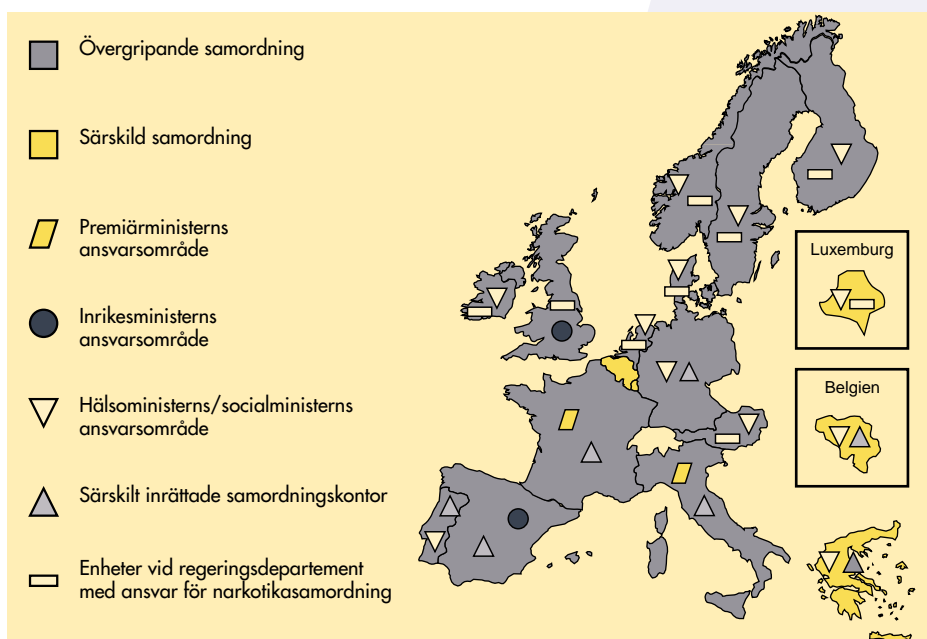 Övergripande samordning
Särskild samordning
Premiärministerns
ansvarsområde
Inrikesministerns
ansvarsområde
Hälsoministerns/socialministerns
ansvarsområde
Särskilt inrättade samordningskontor
Enheter vid regeringsdepartement
med ansvar för narkotikasamordning
Luxemburg
Belgien